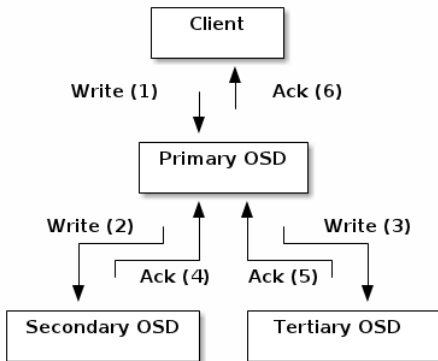 Client
Write (1)
Ack (6)
Primary OSD
Write (2)
Write (3)
Ack (4)
Ack (5)
Secondary OSD
Tertiary OSD